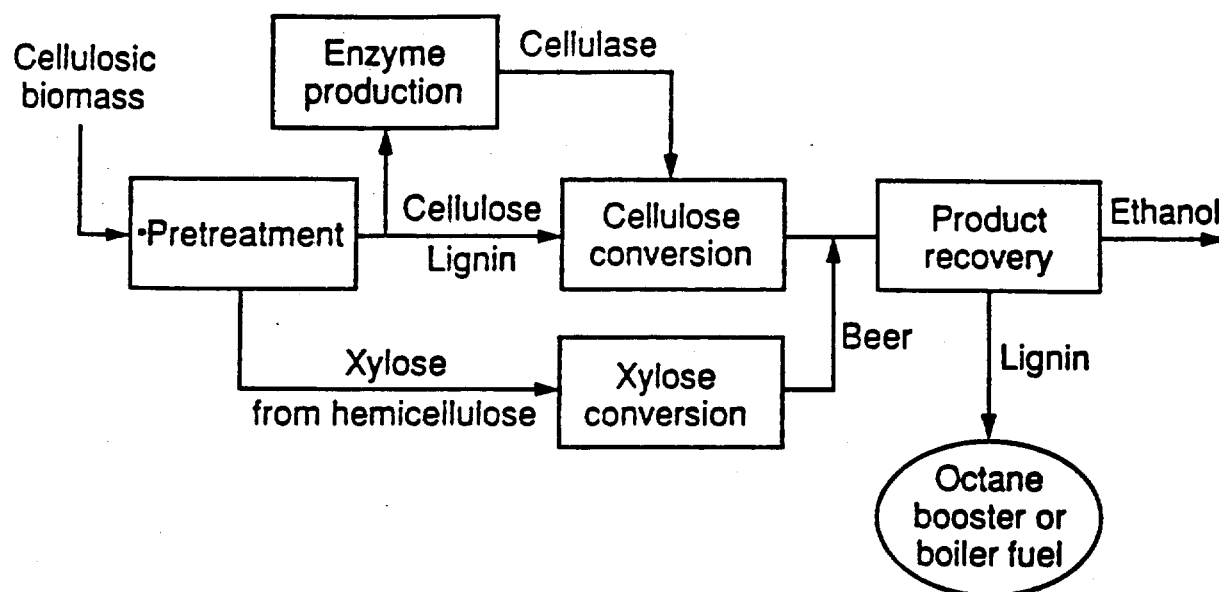 Cellulosic
biomass
Enzyme
production
Cellulase
•Pretreatment
Cellulose
Lignin
Cellulose
conversion
Product
recovery
Ethanol
Xylose
from hemicellulose
Xylose
conversion
Beer
Lignin
Octane
booster or
boiler fuel